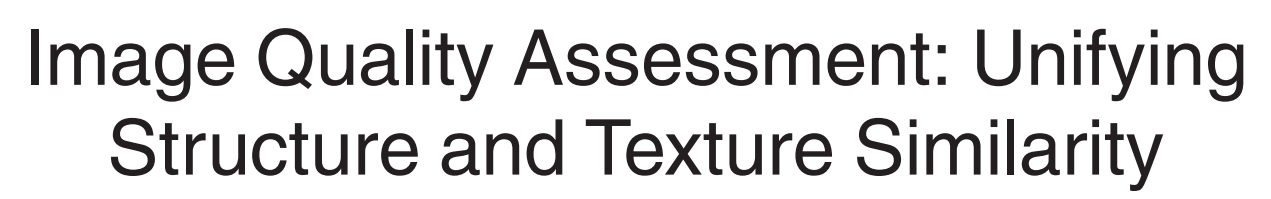 Image Quality Assessment: Unifying
Structure and Texture Similarity